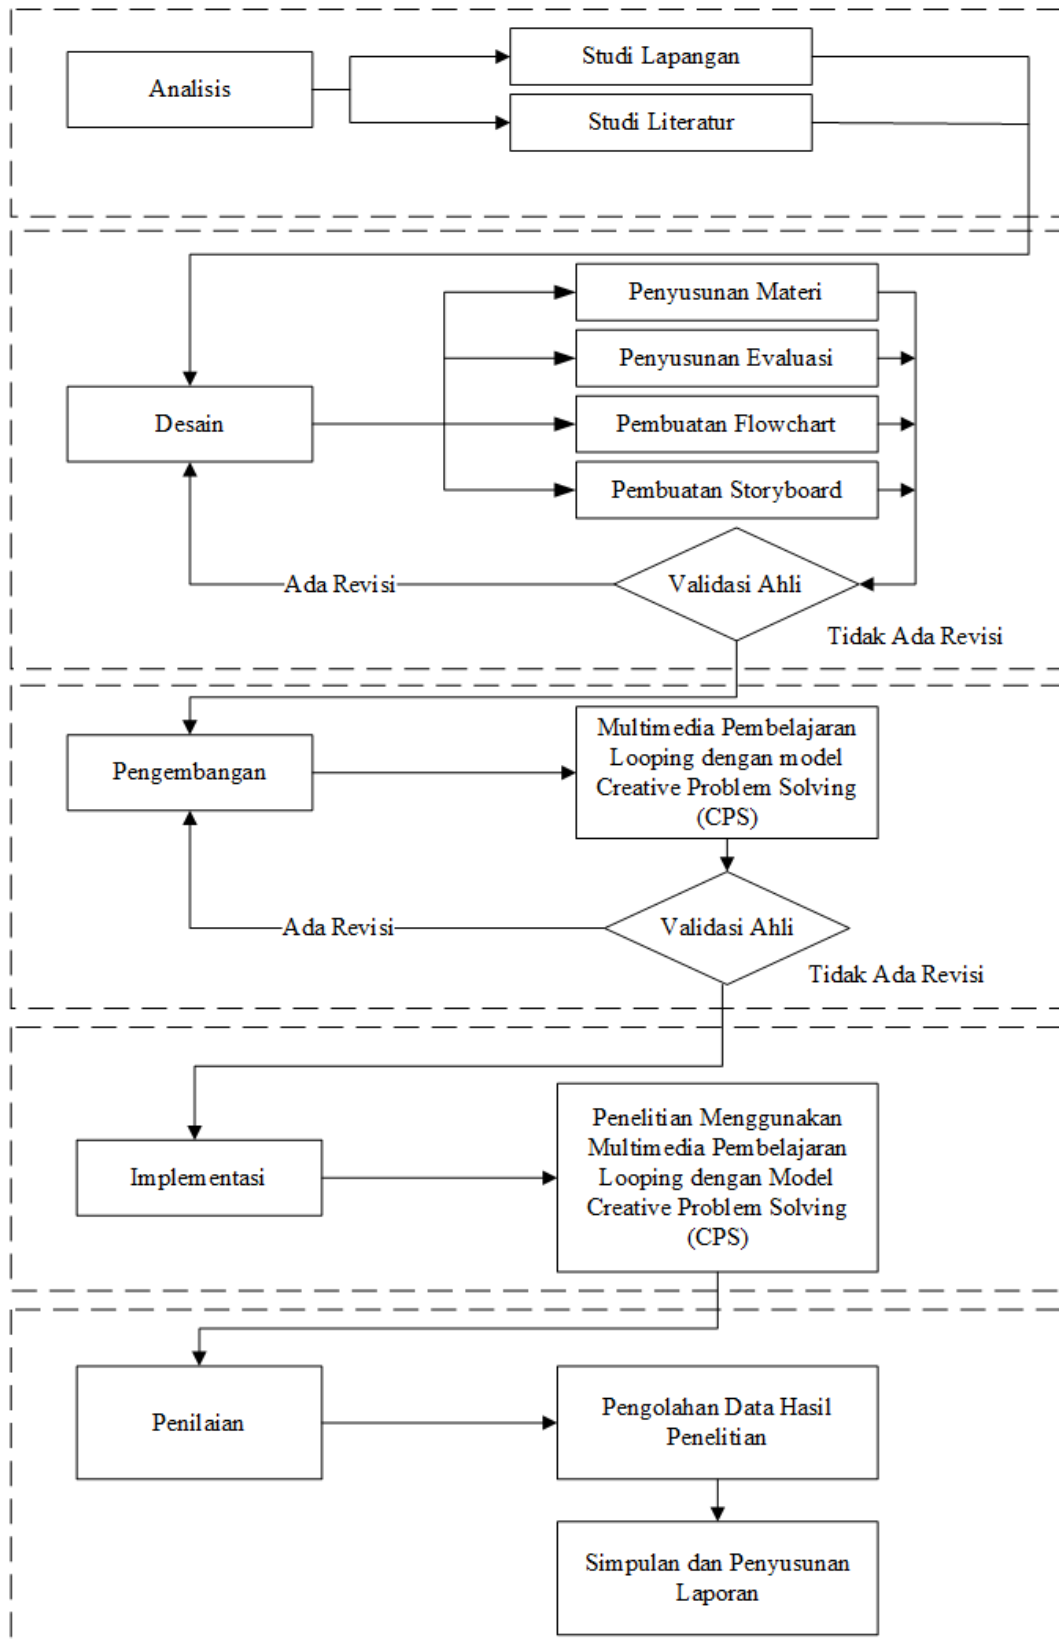 Analisis
Studi Lapangan
Studi Literatur
Penyusunan Materi
Penyusunan Evaluasi
Desain
Pembuatan Flowchart
Pembuatan Storyboard
Ada Revisi
Validasi Ahli
Tidak Ada Revisi
Pengembangan
Multimedia Pembelajaran
Looping dengan model
Creative Problem Solving
(CPS)
Ada Revisi
Validasi Ahli
Tidak Ada Revisi
Implementasi
Penelitian Menggunakan
Multimedia Pembelajaran
Looping dengan Model
Creative Problem Solving
(CPS)
Penilaian
Pengolahan Data Hasil
Penelitian
Simpulan dan Penyusunan
Laporan